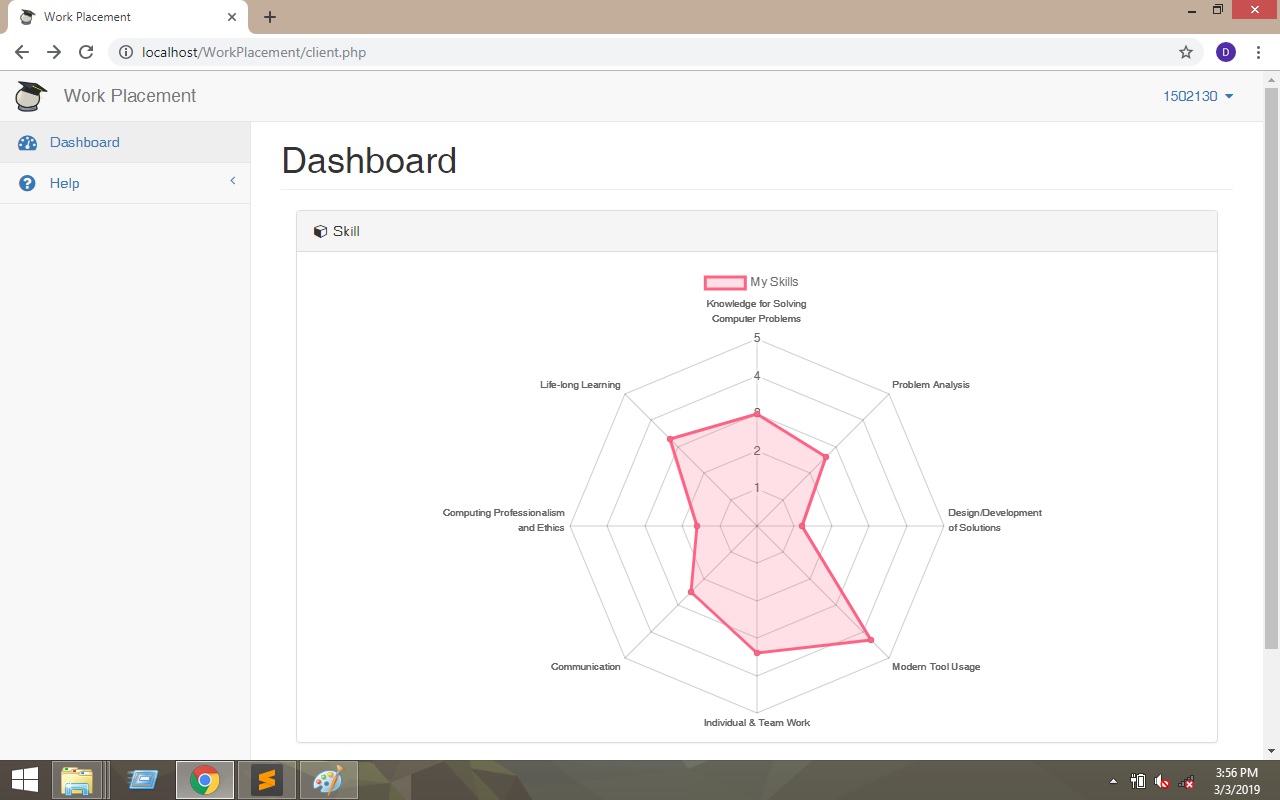 Work Placement
localhost/WorkPlacement/client.php
D
Work Placement
1502130
Dashboard
Help
Dashboard
Skill
My Skills
Knowledge for Solving
Computer Problems
5
4
3
2
1
Life-long Learning
Problem Analysis
Computing Professionalism
and Ethics
Design/Development
of Solutions
Communication
Modern Tool Usage
Individual & Team Work
3:56 PM
3/3/2019